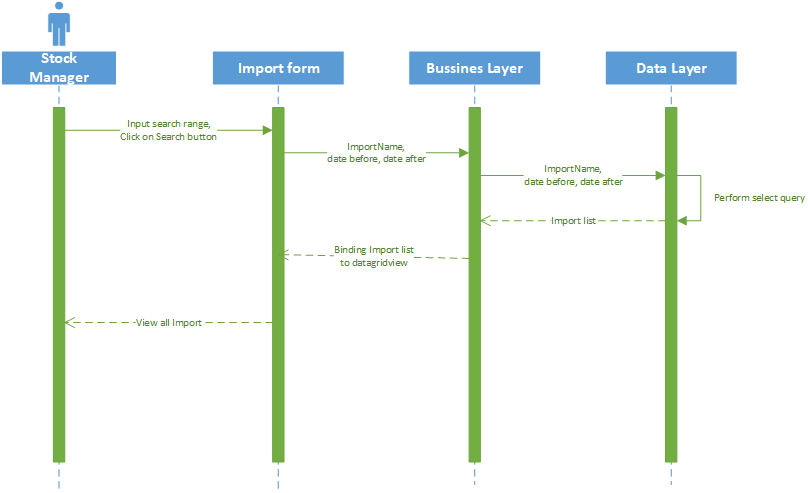 Stock
Manager
Import form
Bussines Layer
Data Layer
Input search range,
Click on Search button
ImportName,
date before, date after
ImportName,
date before, date after
Perform select query
Import list
Binding Import list
to datagridview
View all Import